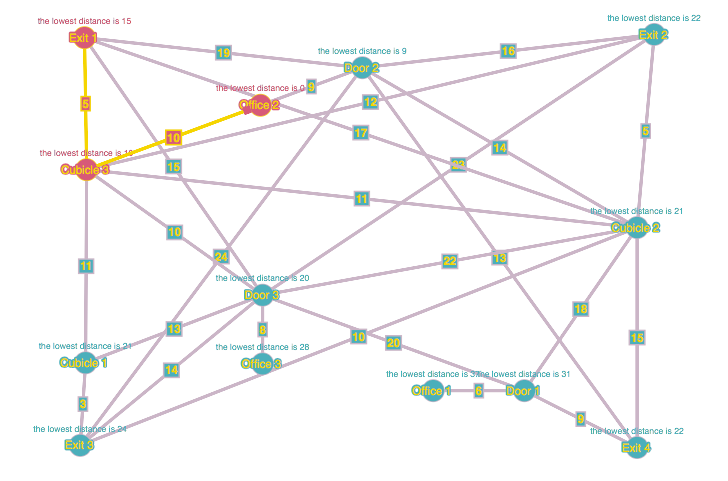 the lowest distance is 15
Exit 1
the lowest distance is 22
Exit 2
19
the lowest distance is 9
Door 2
16
the lowest distance is 0
Office 2
9
12
5
10
17
14
5
the lowest distance is
Cubicle 3
15
11
the lowest distance is 21
Cubicle 2
10
24
22
13
11
the lowest distance is 20
Door 3
16
13
8
10
20
15
the lowest distance is 21
Cubicle 1
14
the lowest distance is 28
Office 3
the lowest distance is
Office 1
6
the lowest distance is 31
Door 1
3
9
the lowest distance is 24
Exit 3
the lowest distance is 22
Exit 4